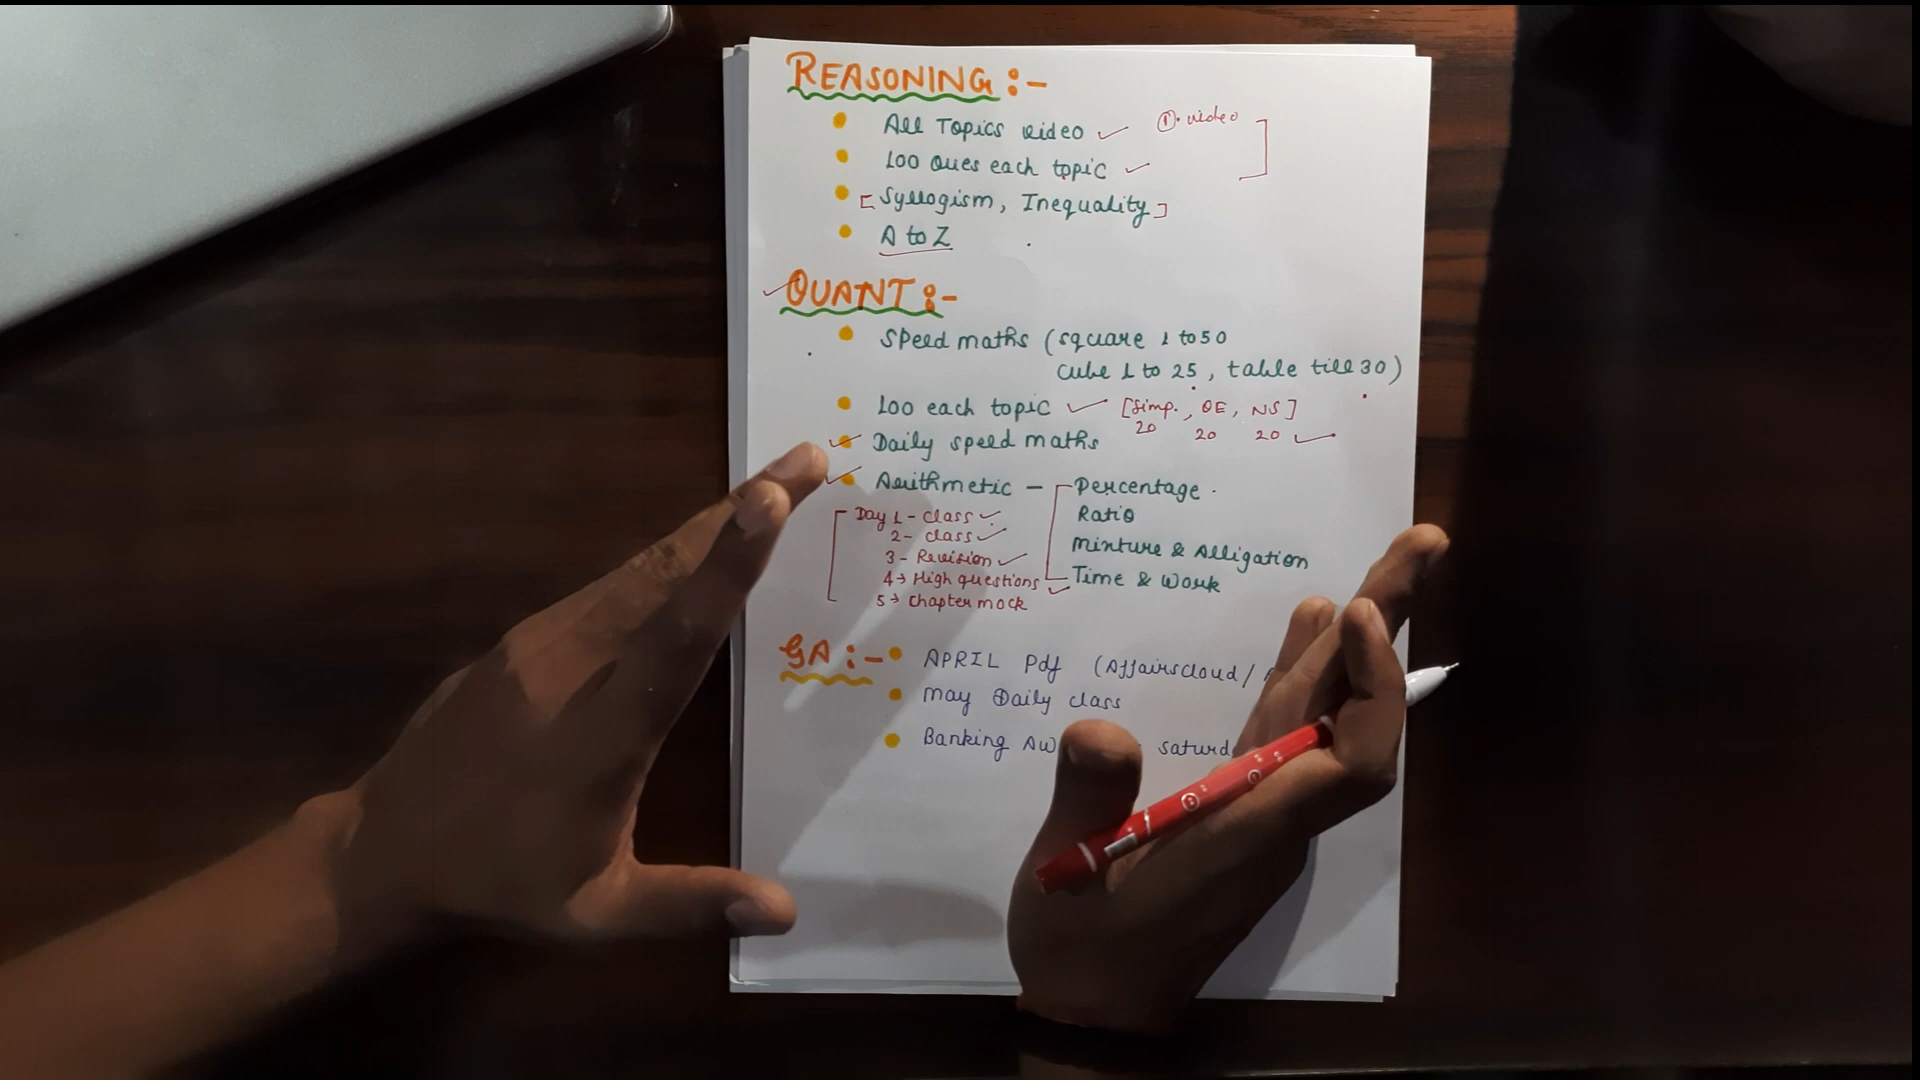 REASONING :-
All Topics video ①. video
100 Ques each topic
[Syllogism, Inequality]
A to Z
QUANT :-
Speed maths (square 1 to 50
cube 1 to 25, table till 30)
100 each topic [Simp., QE, NS]
20 20 20
Daily speed maths
Arithmetic - Percentage
Ratio
Mixture & Alligation
Time & Work
Day 1 - class
2 - class
3 - Revision
4 → High questions
5 → Chapter mock
GA :- APRIL Pdf (Affairscloud/
May Daily class
Banking